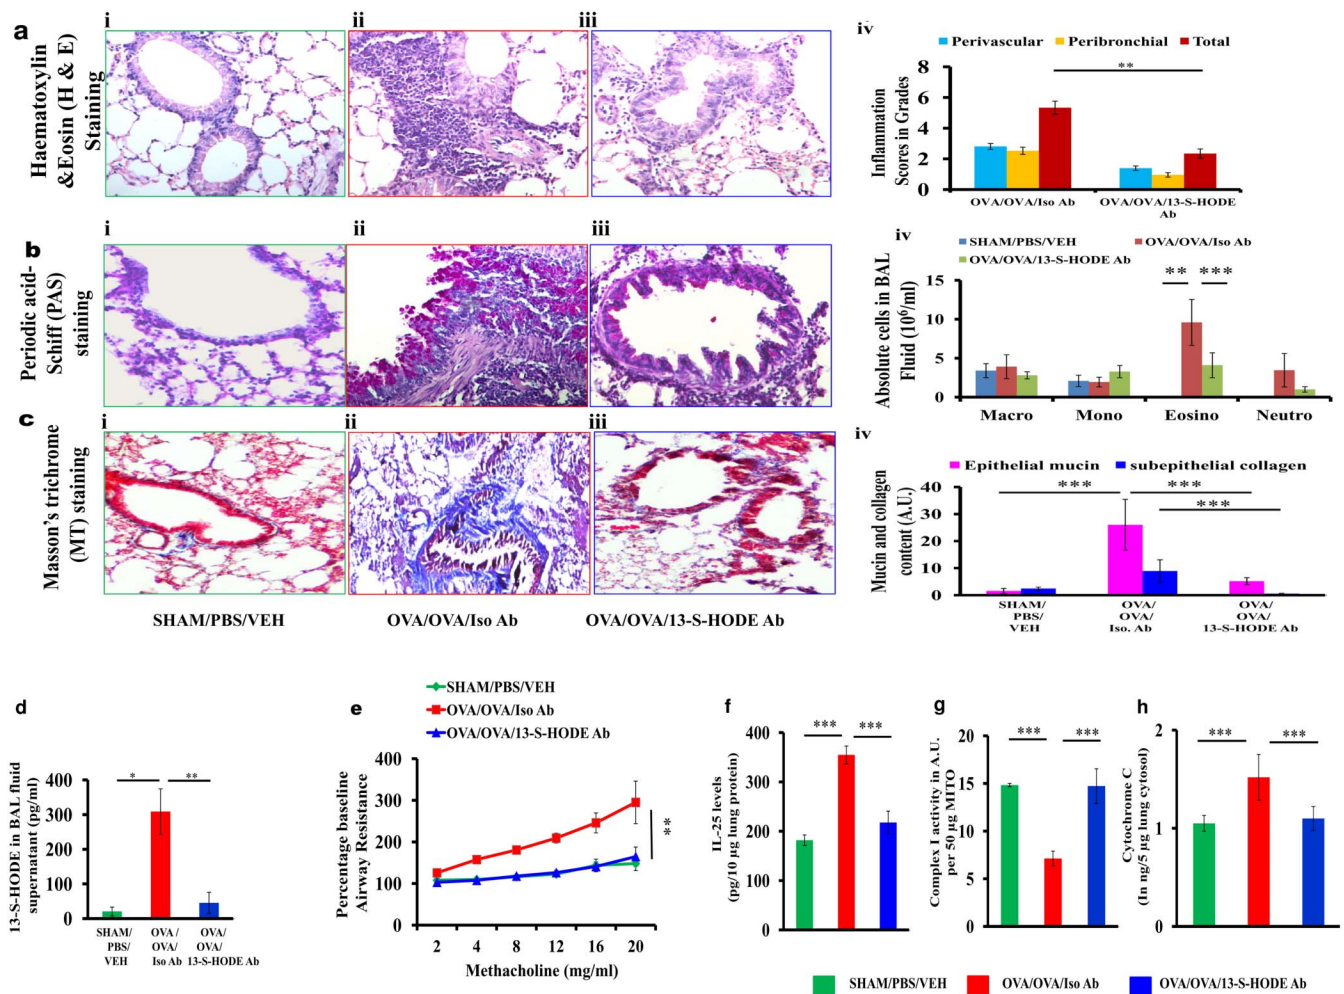 a
Haematoxylin
&Eosin (H & E)
Staining
i
ii
iii
iv
Perivascular
Peribronchial
Total
**
Inflammation
Scores in Grades
8
6
4
2
0
OVA/OVA/Iso Ab
OVA/OVA/13-S-HODE
Ab
b
Periodic acid-
Schiff (PAS)
staining
i
ii
iii
iv
SHAM/PBS/VEH
OVA/OVA/Iso Ab
OVA/OVA/13-S-HODE Ab
** ***
Absolute cells in BAL
Fluid (10⁶/ml)
15
10
5
0
Macro Mono Eosino Neutro
c
Masson's trichrome
(MT) staining
i
ii
iii
SHAM/PBS/VEH
OVA/OVA/Iso Ab
OVA/OVA/13-S-HODE Ab
iv
Epithelial mucin
subepithelial collagen
*** ***
***
Mucin and collagen
content (A.U.)
40
30
20
10
0
SHAM/
PBS/
VEH
OVA/
OVA/
Iso. Ab
OVA/
OVA/
13-S-HODE Ab
d
13-S-HODE in BAL fluid
supernatant (pg/ml)
400
300
200
100
0
* **
SHAM/
PBS/
VEH
OVA /
OVA/
Iso Ab
OVA/
OVA/
13-S-HODE Ab
e
SHAM/PBS/VEH
OVA/OVA/Iso Ab
OVA/OVA/13-S-HODE Ab
Percentage baseline
Airway Resistance
400
300
200
100
0
**
2 4 8 12 16 20
Methacholine (mg/ml)
f
IL-25 levels
(pg/10 µg lung protein)
400
300
200
100
0
*** ***
g
Complex I activity in A.U.
per 50 µg MITO
20
15
10
5
0
*** ***
h
Cytochrome C
(In ng/5 µg lung cytosol)
2
1
0
*** ***
SHAM/PBS/VEH
OVA/OVA/Iso Ab
OVA/OVA/13-S-HODE Ab